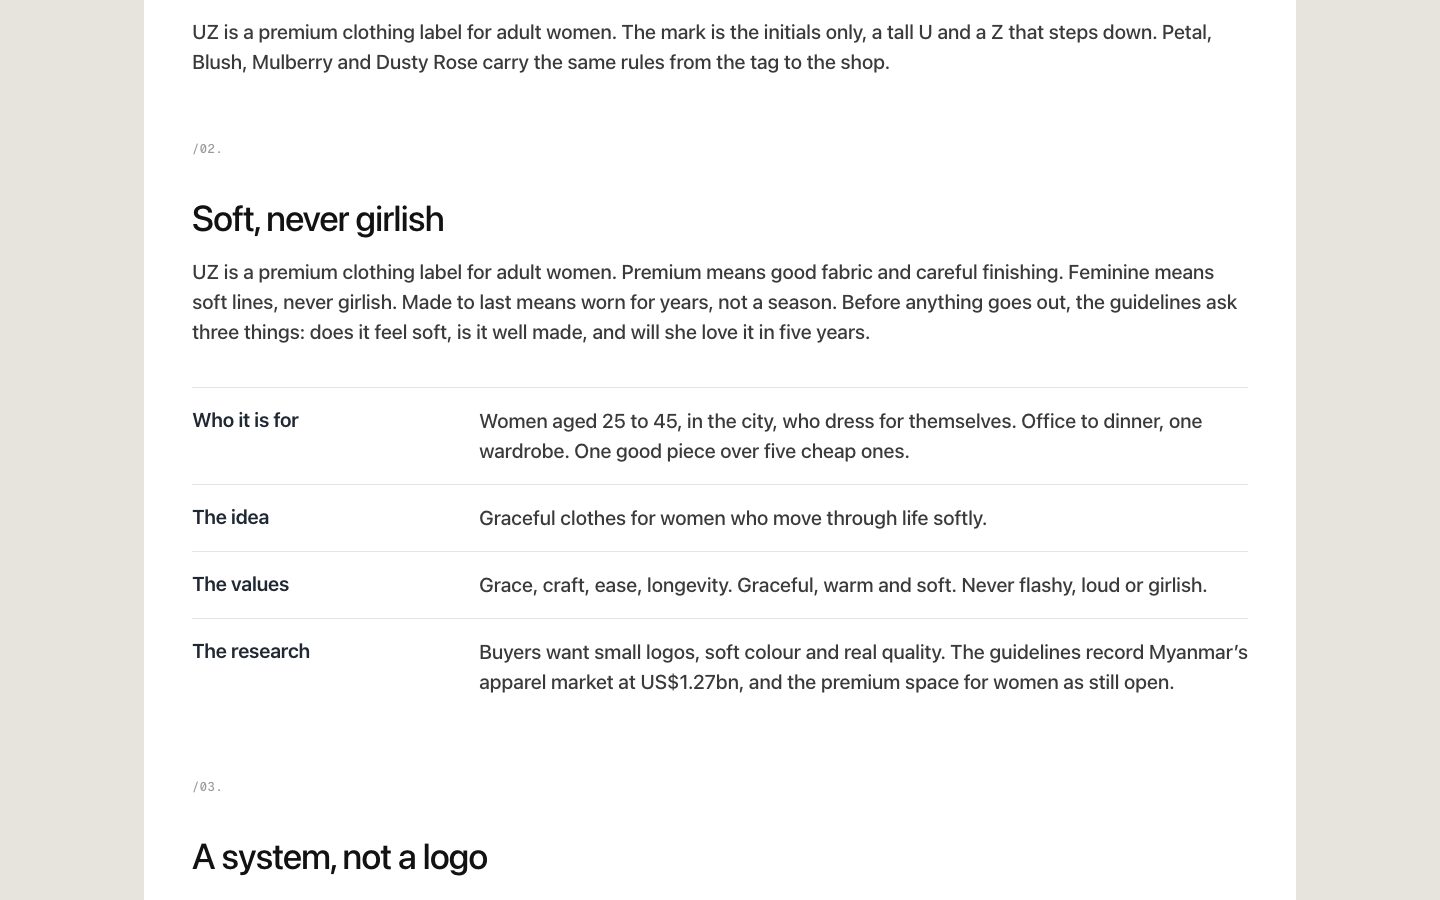 UZ is a premium clothing label for adult women. The mark is the initials only, a tall U and a Z that steps down. Petal,
Blush, Mulberry and Dusty Rose carry the same rules from the tag to the shop.
/02.
Soft, never girlish
UZ is a premium clothing label for adult women. Premium means good fabric and careful finishing. Feminine means
soft lines, never girlish. Made to last means worn for years, not a season. Before anything goes out, the guidelines ask
three things: does it feel soft, is it well made, and will she love it in five years.
Who it is for
Women aged 25 to 45, in the city, who dress for themselves. Office to dinner, one
wardrobe. One good piece over five cheap ones.
The idea
Graceful clothes for women who move through life softly.
The values
Grace, craft, ease, longevity. Graceful, warm and soft. Never flashy, loud or girlish.
The research
Buyers want small logos, soft colour and real quality. The guidelines record Myanmar’s
apparel market at US$1.27bn, and the premium space for women as still open.
/03.
A system, not a logo